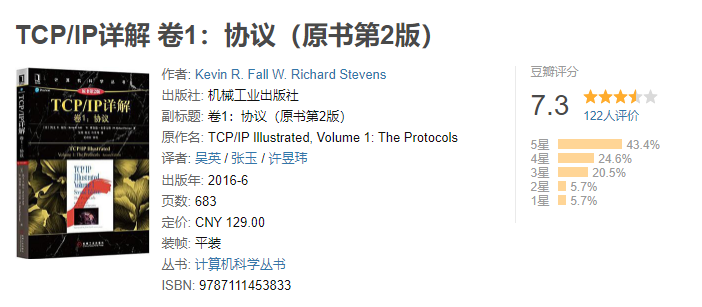 TCP/IP详解 卷1：协议（原书第2版）
作者: Kevin R. Fall W. Richard Stevens
出版社: 机械工业出版社
副标题: 卷1：协议（原书第2版）
原作名: TCP/IP Illustrated, Volume 1: The Protocols
译者: 吴英 / 张玉 / 许昱玮
出版年: 2016-6
页数: 683
定价: CNY 129.00
装帧: 平装
丛书: 计算机科学丛书
ISBN: 9787111453833
豆瓣评分
7.3
122人评价
5星 43.4%
4星 24.6%
3星 20.5%
2星 5.7%
1星 5.7%
计算机科学丛书
TCP/IP详解
卷1：协议
TCP/IP Illustrated